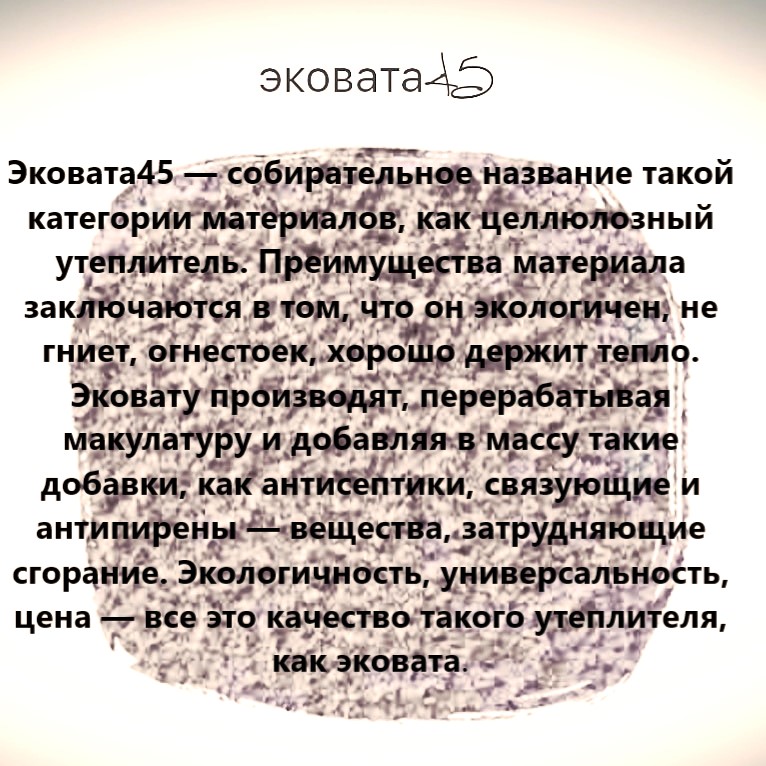 эковата45
Эковата45 — собирательное название такой
категории материалов, как целлюлозный
утеплитель. Преимущества материала
заключаются в том, что он экологичен, не
гниет, огнестоек, хорошо держит тепло.
Эковату производят, перерабатывая
макулатуру и добавляя в массу такие
добавки, как антисептики, связующие и
антипирены — вещества, затрудняющие
сгорание. Экологичность, универсальность,
цена — все это качество такого утеплителя,
как эковата.